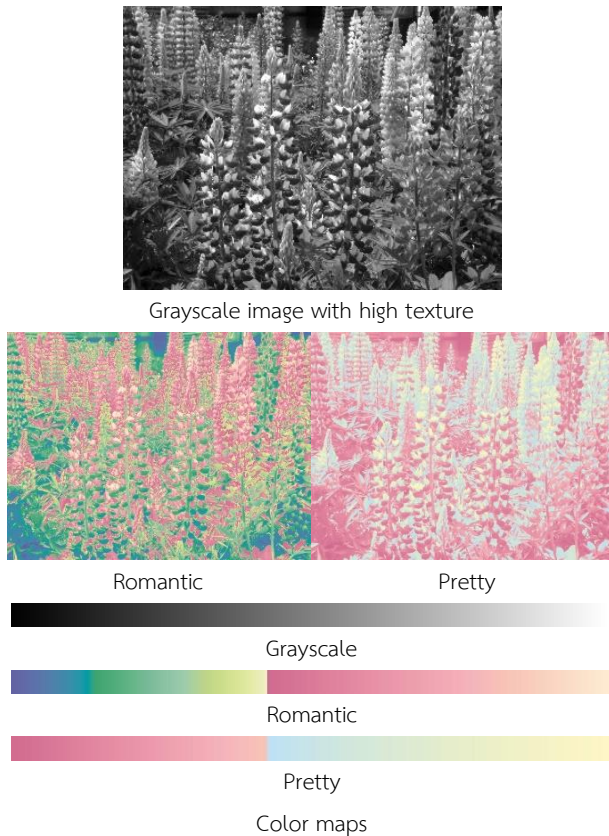 Grayscale image with high texture
Romantic
Pretty
Grayscale
Romantic
Pretty
Color maps